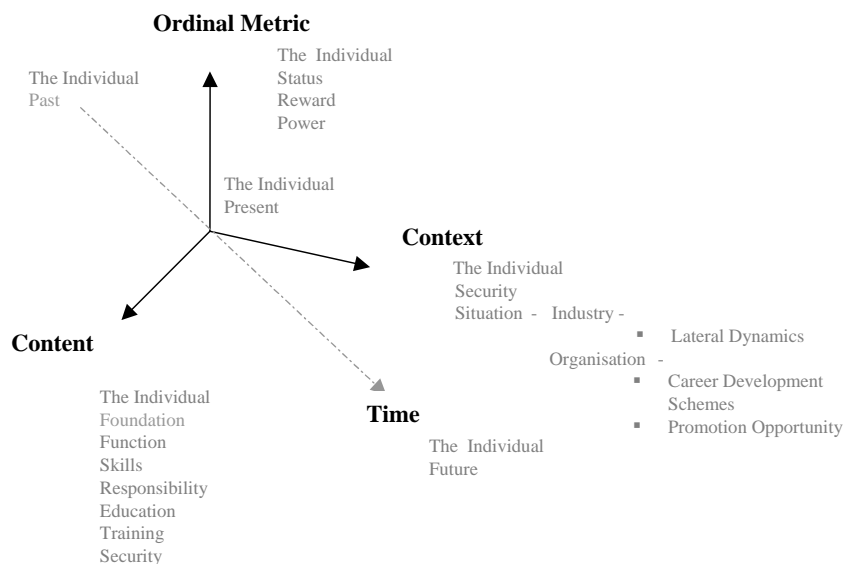 Ordinal Metric
The Individual
Status
Reward
Power
The Individual
Past
The Individual
Present
Context
The Individual
Security
Situation - Industry -
▪ Lateral Dynamics
Organisation -
▪ Career Development
Schemes
▪ Promotion Opportunity
Content
The Individual
Foundation
Function
Skills
Responsibility
Education
Training
Security
Time
The Individual
Future